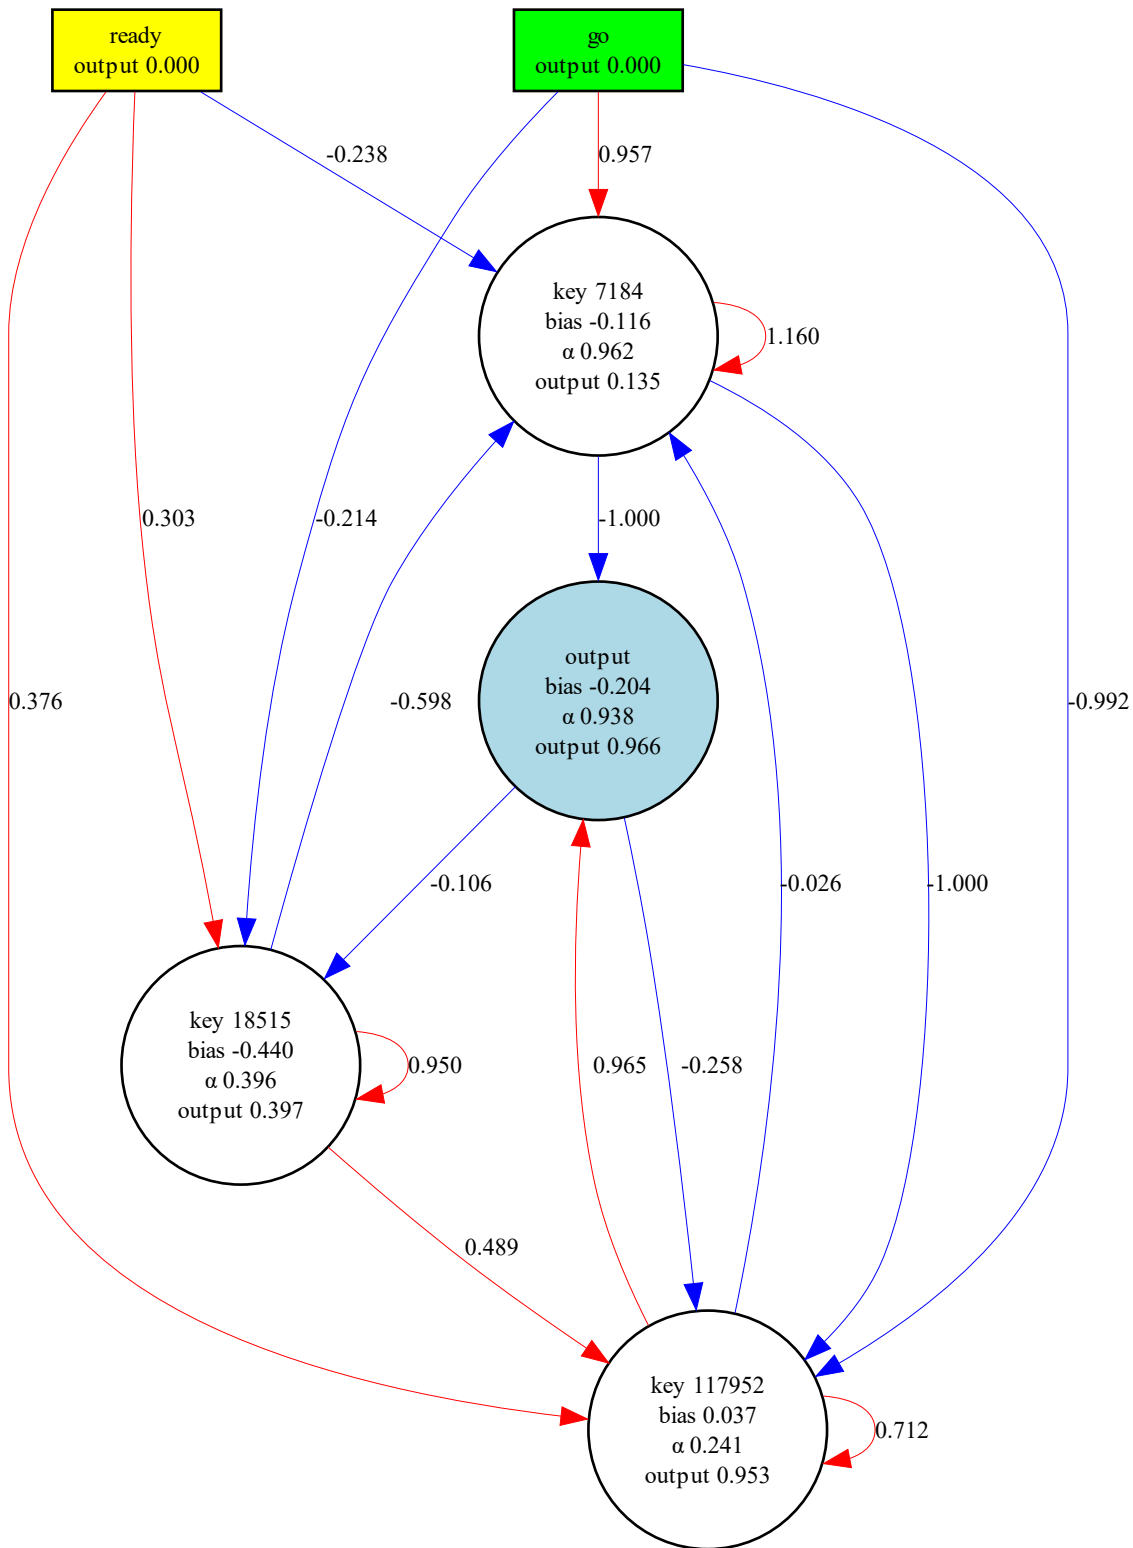 ready
output 0.000
go
output 0.000
-0.238
0.957
key 7184
bias -0.116
α 0.962
output 0.135
1.160
0.303
-0.214
-1.000
output
bias -0.204
α 0.938
output 0.966
0.376
-0.598
-0.992
-0.106
-0.026
-1.000
key 18515
bias -0.440
α 0.396
output 0.397
0.950
0.965
-0.258
0.489
key 117952
bias 0.037
α 0.241
output 0.953
0.712